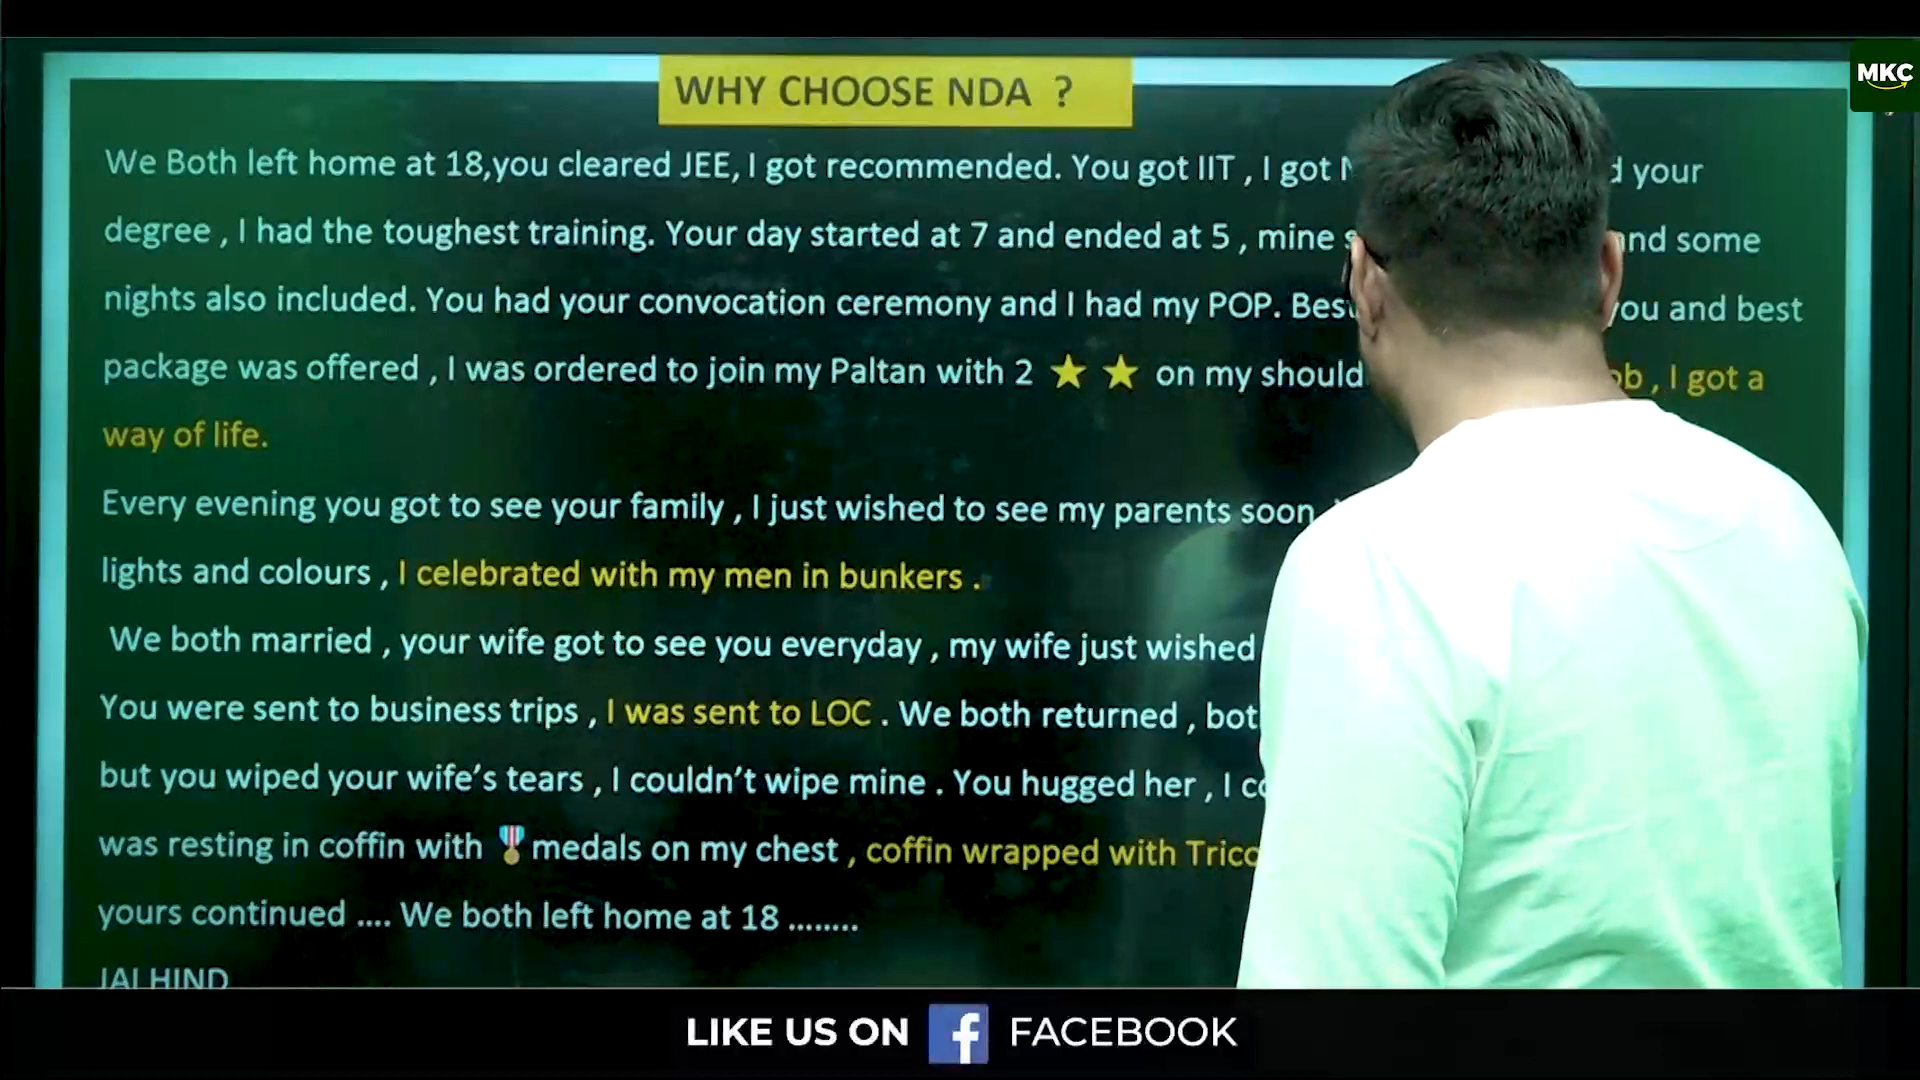 WHY CHOOSE NDA ?
MKC
We Both left home at 18,you cleared JEE, I got recommended. You got IIT , I got your
degree , I had the toughest training. Your day started at 7 and ended at 5 , mine and some
nights also included. You had your convocation ceremony and I had my POP. Best you and best
package was offered , I was ordered to join my Paltan with 2 ★ ★ on my , I got a
way of life.
Every evening you got to see your family , I just wished to see my parents soon
lights and colours , I celebrated with my men in bunkers .
We both married , your wife got to see you everyday , my wife just wished
You were sent to business trips , I was sent to LOC . We both returned ,
but you wiped your wife’s tears , I couldn’t wipe mine . You hugged her , I
was resting in coffin with 🎖 medals on my chest , coffin wrapped with
yours continued .... We both left home at 18 ........
JAI HIND
LIKE US ON f FACEBOOK